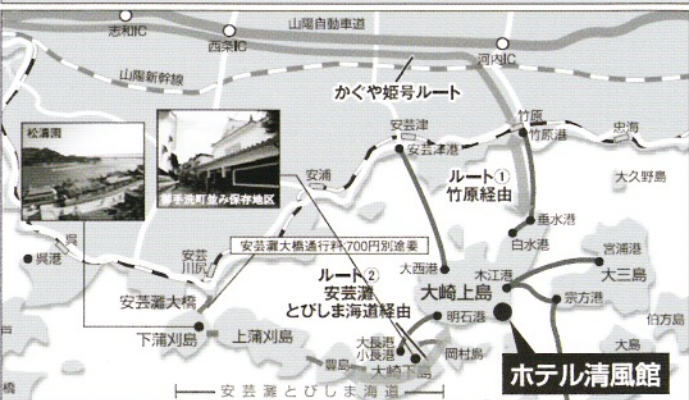 志和IC
西条IC
山陽自動車道
河内IC
山陽新幹線
かぐや姫号ルート
松濤園
御手洗町並み保存地区
安芸津
安芸津港
竹原
竹原港
忠海
大久野島
安浦
ルート①
竹原経由
垂水港
白水港
呉
呉港
安芸
川尻
安芸灘大橋通行料:700円別途要
ルート②
安芸灘
とびしま海道経由
大西港
木江港
宮浦港
大三島
大崎上島
宗方港
安芸灘大橋
下蒲刈島
上蒲刈島
明石港
伯方島
大長港
小長港
岡村島
大島
豊島
大崎下島
ホテル清風館
安芸灘とびしま海道
島
橋